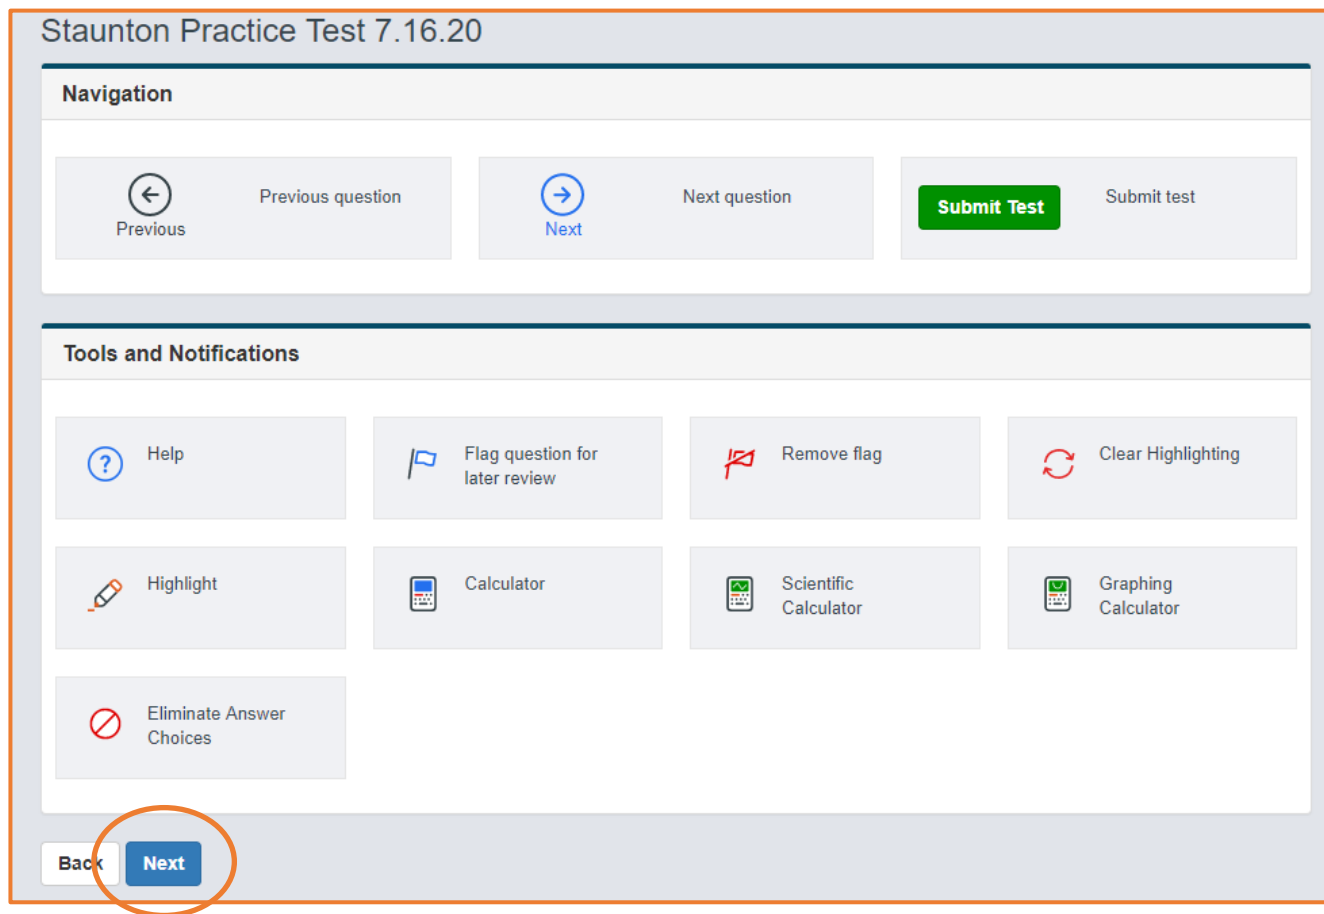 Staunton Practice Test 7.16.20
Navigation
Previous
Previous question
Next
Next question
Submit Test
Submit test
Tools and Notifications
?
Help
Flag question for
later review
Remove flag
Clear Highlighting
Highlight
Calculator
Scientific
Calculator
Graphing
Calculator
Eliminate Answer
Choices
Back
Next